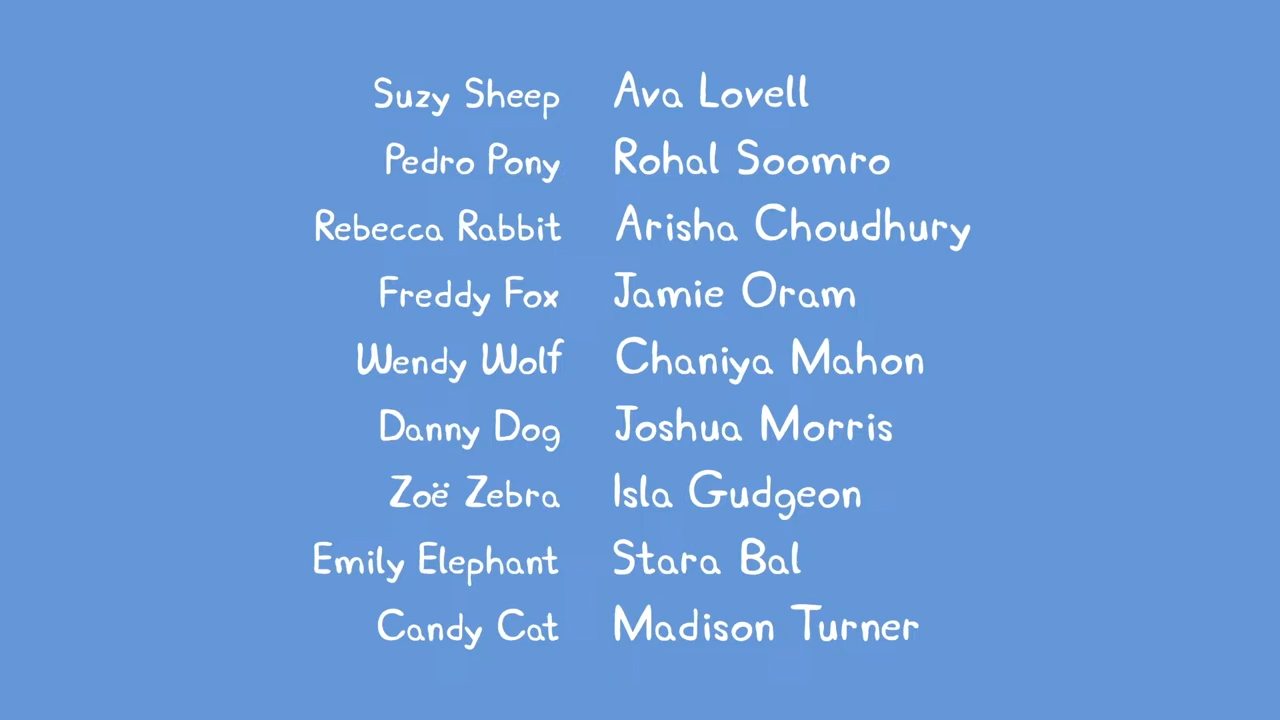 Suzy Sheep Ava Lovell
Pedro Pony Rohal Soomro
Rebecca Rabbit Arisha Choudhury
Freddy Fox Jamie Oram
Wendy Wolf Chaniya Mahon
Danny Dog Joshua Morris
Zoë Zebra Isla Gudgeon
Emily Elephant Stara Bal
Candy Cat Madison Turner